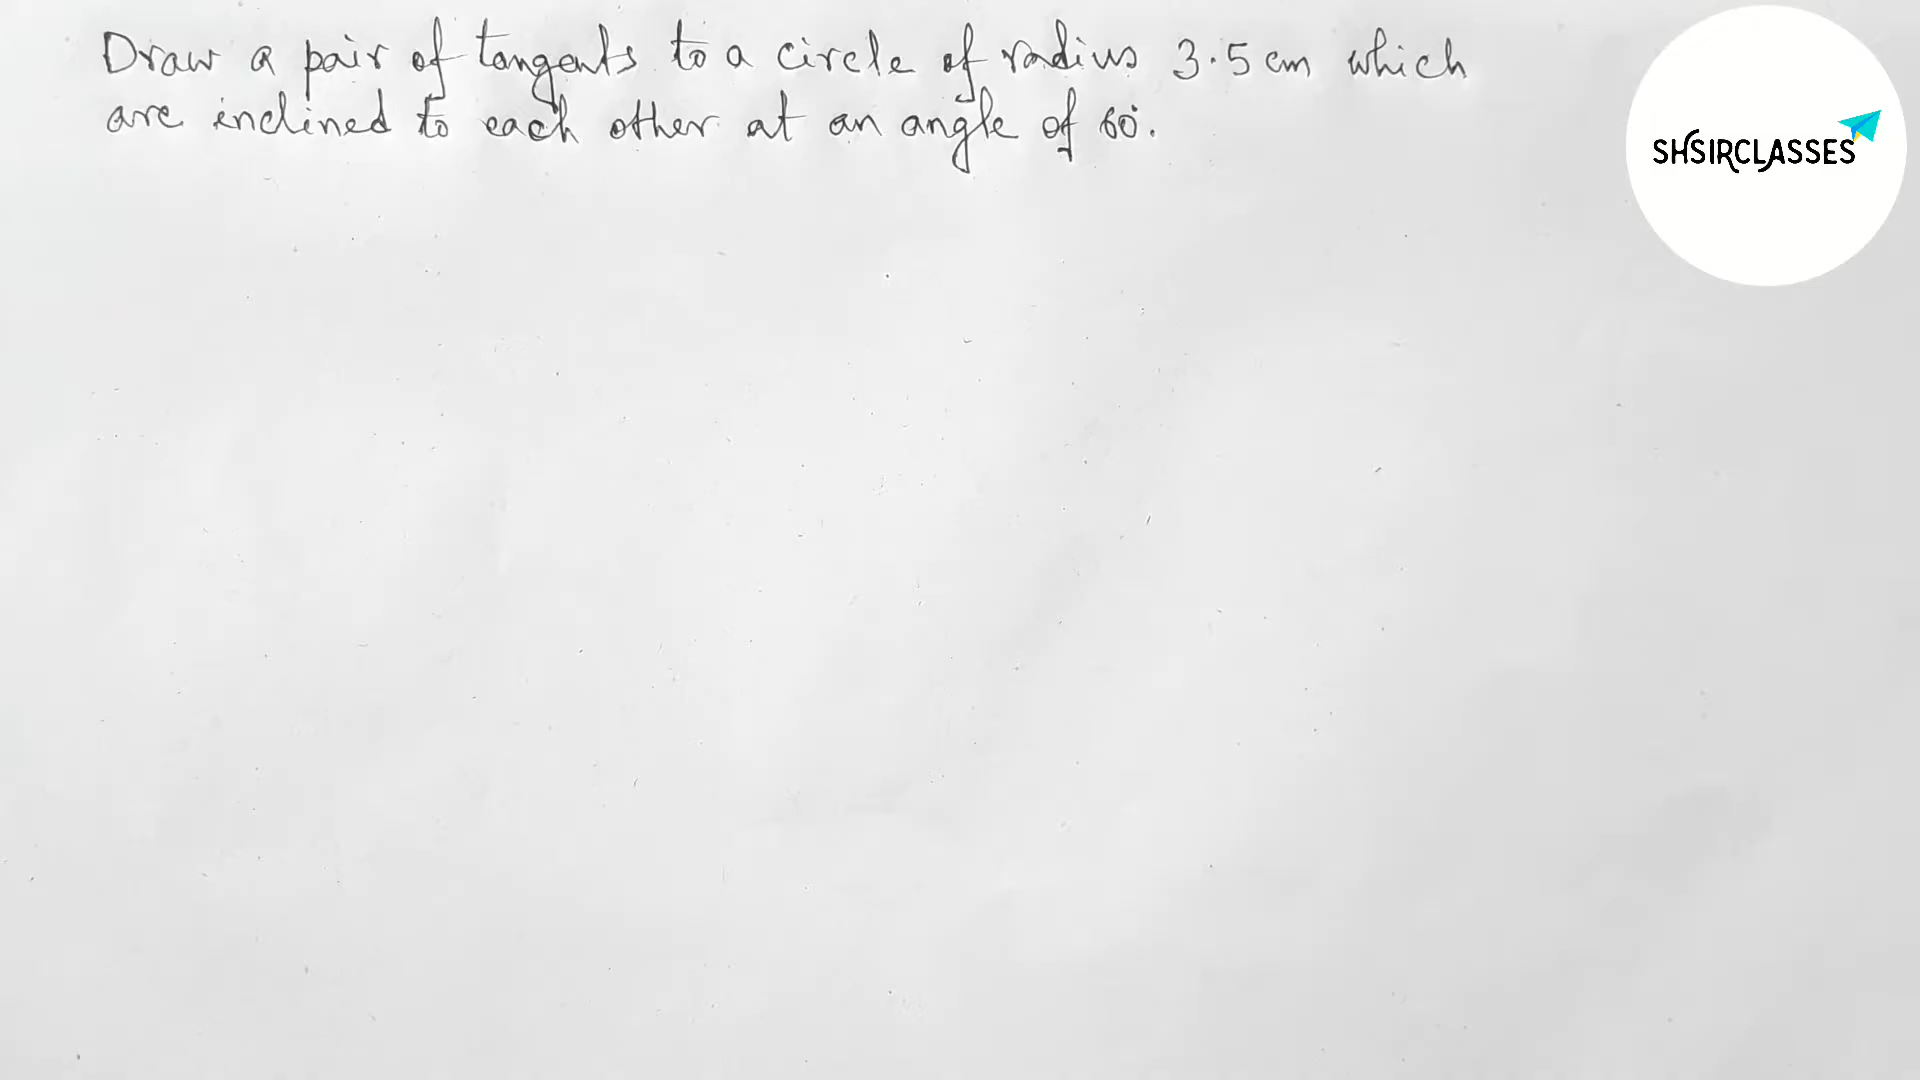 Draw a pair of tangents to a circle of radius 3.5 cm which
are inclined to each other at an angle of 60°.
SHSIRCLASSES